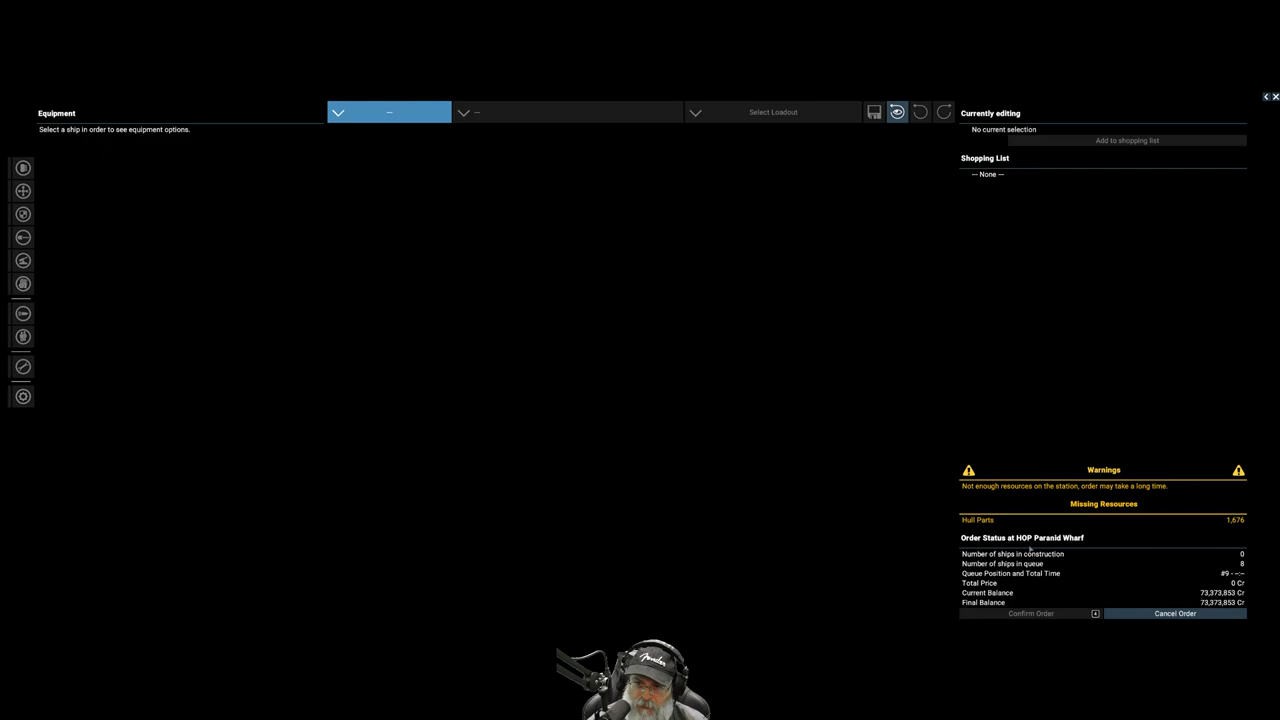 Equipment
Select a ship in order to see equipment options.
--
--
Select Loadout
Currently editing
No current selection
Add to shopping list
Shopping List
--- None ---
Warnings
Not enough resources on the station, order may take a long time.
Missing Resources
Hull Parts 1,676
Order Status at HOP Paranid Wharf
Number of ships in construction 0
Number of ships in queue 8
Queue Position and Total Time #9 - --:--
Total Price 0 Cr
Current Balance 73,373,853 Cr
Final Balance 73,373,853 Cr
Confirm Order 4 Cancel Order
Fender